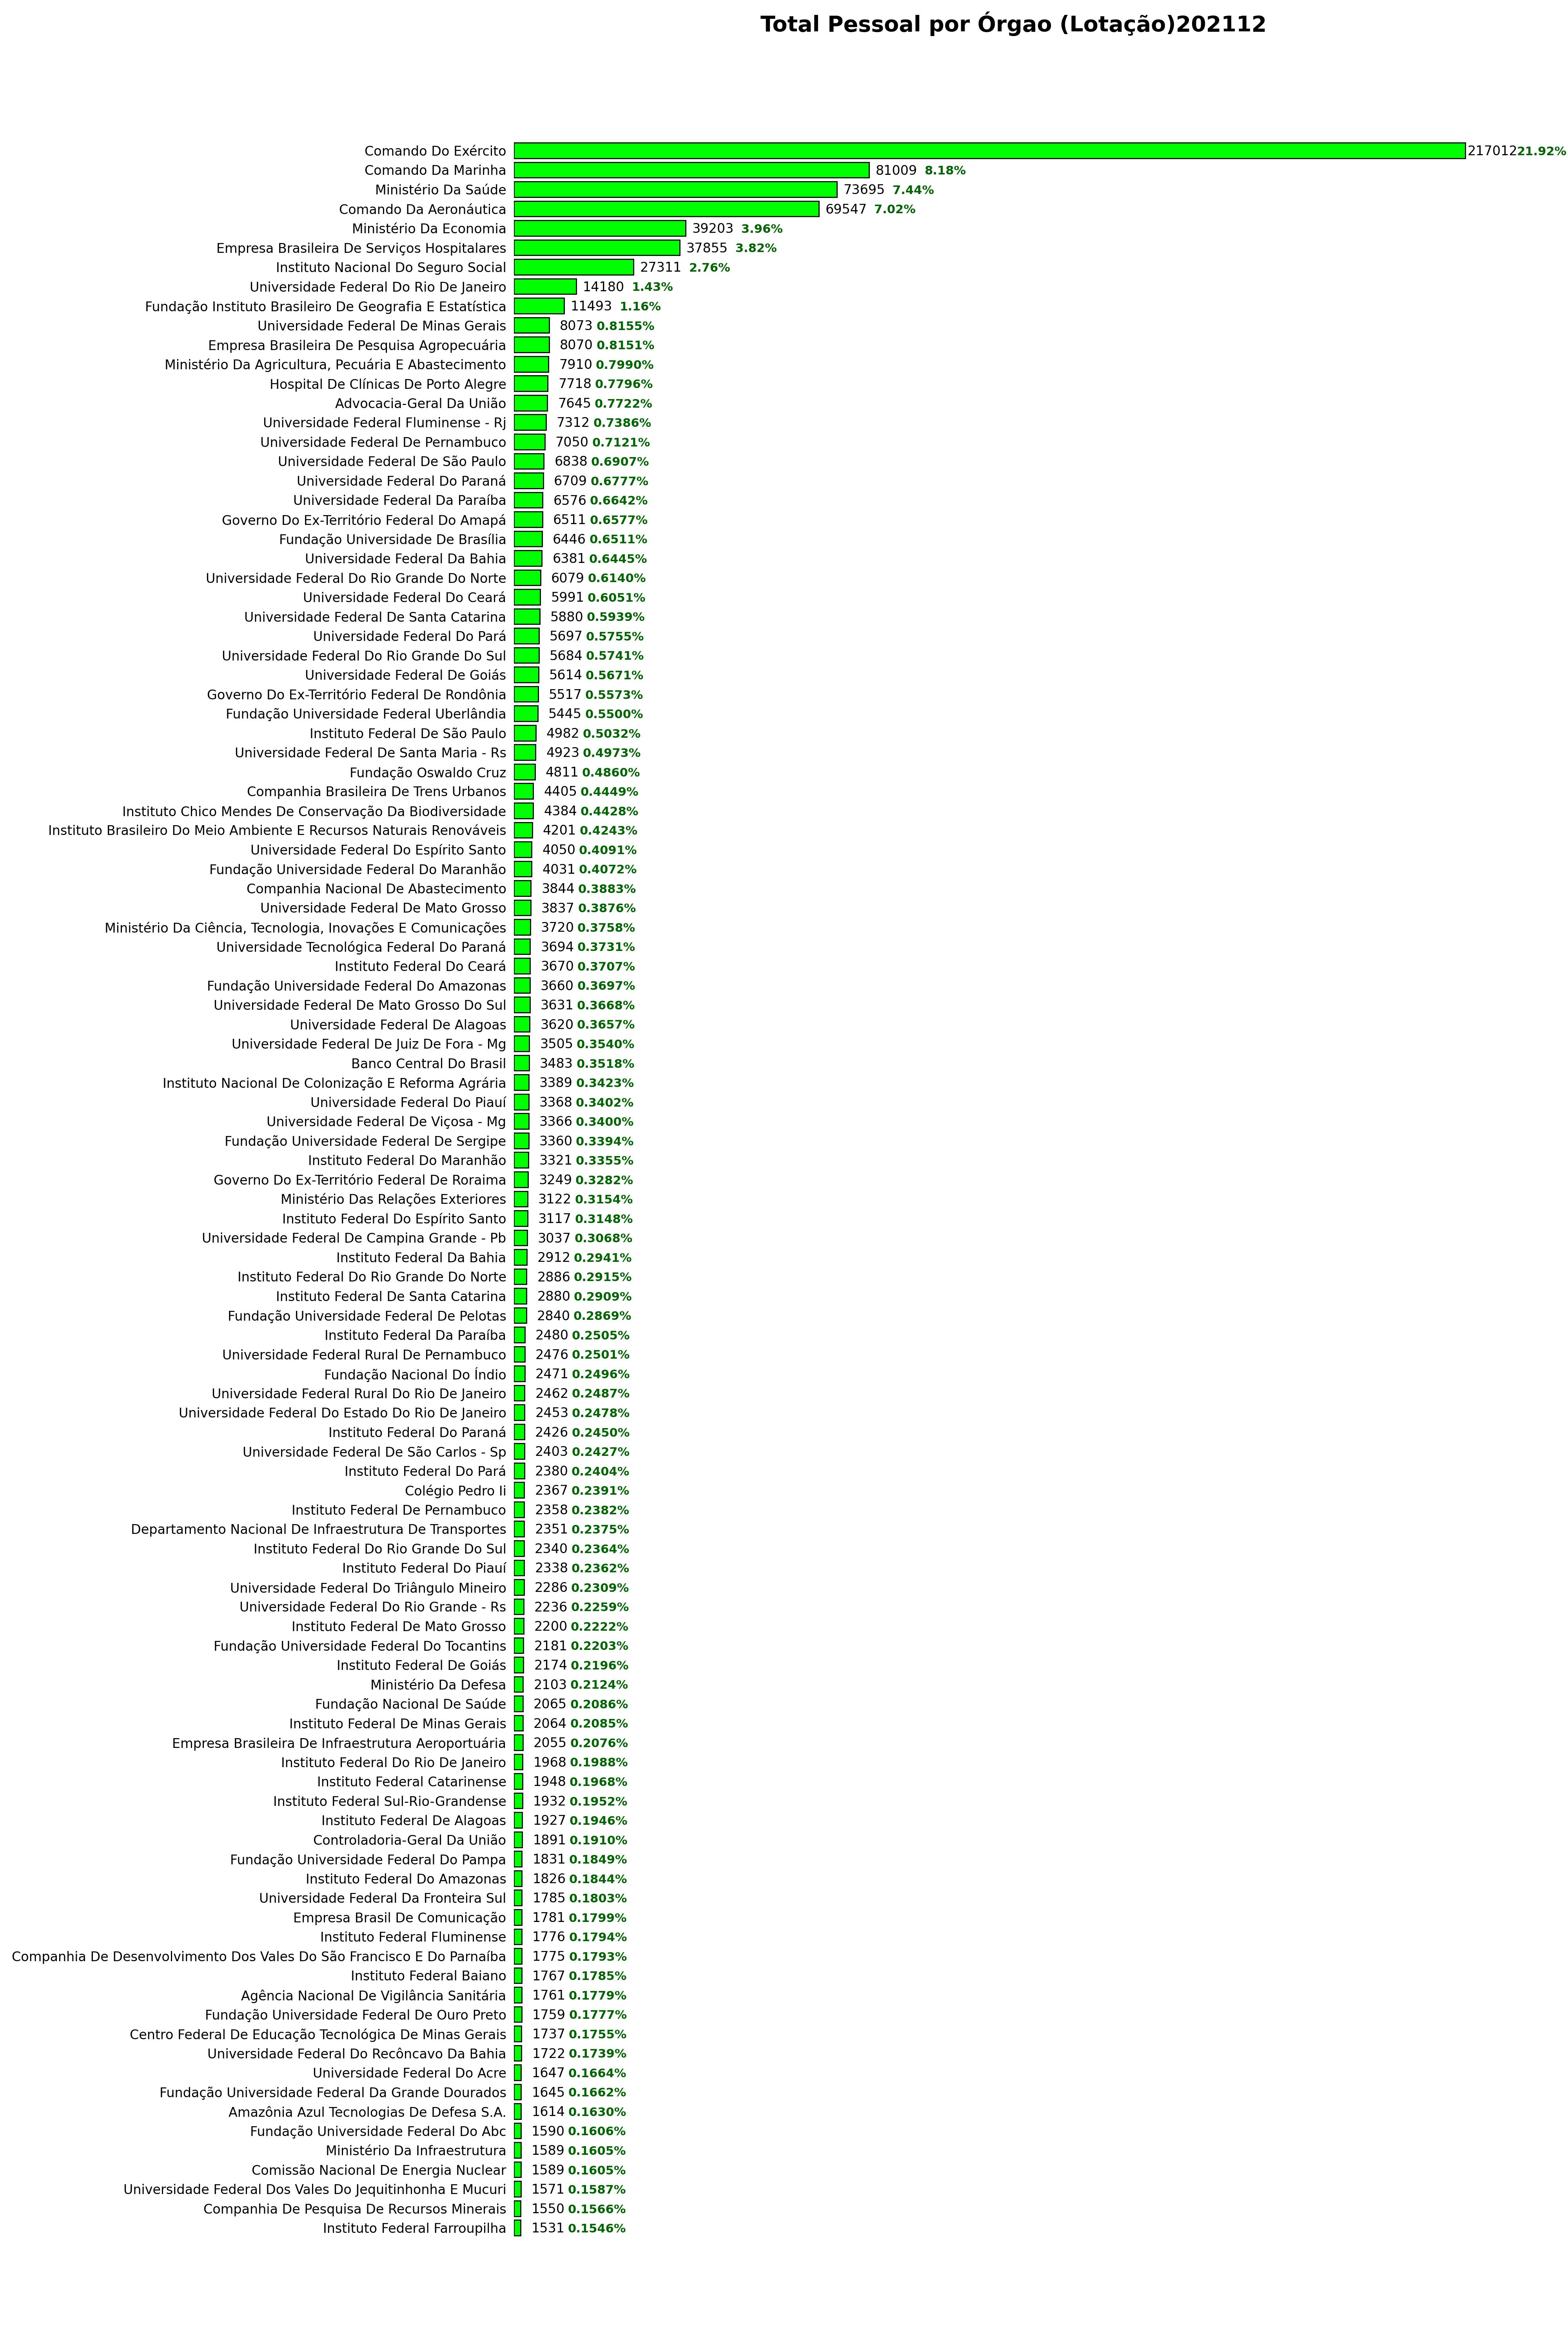 Total Pessoal por Órgao (Lotação)202112
Comando Do Exército 217012 21.92%
Comando Da Marinha 81009 8.18%
Ministério Da Saúde 73695 7.44%
Comando Da Aeronáutica 69547 7.02%
Ministério Da Economia 39203 3.96%
Empresa Brasileira De Serviços Hospitalares 37855 3.82%
Instituto Nacional Do Seguro Social 27311 2.76%
Universidade Federal Do Rio De Janeiro 14180 1.43%
Fundação Instituto Brasileiro De Geografia E Estatística 11493 1.16%
Universidade Federal De Minas Gerais 8073 0.8155%
Empresa Brasileira De Pesquisa Agropecuária 8070 0.8151%
Ministério Da Agricultura, Pecuária E Abastecimento 7910 0.7990%
Hospital De Clínicas De Porto Alegre 7718 0.7796%
Advocacia-Geral Da União 7645 0.7722%
Universidade Federal Fluminense - Rj 7312 0.7386%
Universidade Federal De Pernambuco 7050 0.7121%
Universidade Federal De São Paulo 6838 0.6907%
Universidade Federal Do Paraná 6709 0.6777%
Universidade Federal Da Paraíba 6576 0.6642%
Governo Do Ex-Território Federal Do Amapá 6511 0.6577%
Fundação Universidade De Brasília 6446 0.6511%
Universidade Federal Da Bahia 6381 0.6445%
Universidade Federal Do Rio Grande Do Norte 6079 0.6140%
Universidade Federal Do Ceará 5991 0.6051%
Universidade Federal De Santa Catarina 5880 0.5939%
Universidade Federal Do Pará 5697 0.5755%
Universidade Federal Do Rio Grande Do Sul 5684 0.5741%
Universidade Federal De Goiás 5614 0.5671%
Governo Do Ex-Território Federal De Rondônia 5517 0.5573%
Fundação Universidade Federal Uberlândia 5445 0.5500%
Instituto Federal De São Paulo 4982 0.5032%
Universidade Federal De Santa Maria - Rs 4923 0.4973%
Fundação Oswaldo Cruz 4811 0.4860%
Companhia Brasileira De Trens Urbanos 4405 0.4449%
Instituto Chico Mendes De Conservação Da Biodiversidade 4384 0.4428%
Instituto Brasileiro Do Meio Ambiente E Recursos Naturais Renováveis 4201 0.4243%
Universidade Federal Do Espírito Santo 4050 0.4091%
Fundação Universidade Federal Do Maranhão 4031 0.4072%
Companhia Nacional De Abastecimento 3844 0.3883%
Universidade Federal De Mato Grosso 3837 0.3876%
Ministério Da Ciência, Tecnologia, Inovações E Comunicações 3720 0.3758%
Universidade Tecnológica Federal Do Paraná 3694 0.3731%
Instituto Federal Do Ceará 3670 0.3707%
Fundação Universidade Federal Do Amazonas 3660 0.3697%
Universidade Federal De Mato Grosso Do Sul 3631 0.3668%
Universidade Federal De Alagoas 3620 0.3657%
Universidade Federal De Juiz De Fora - Mg 3505 0.3540%
Banco Central Do Brasil 3483 0.3518%
Instituto Nacional De Colonização E Reforma Agrária 3389 0.3423%
Universidade Federal Do Piauí 3368 0.3402%
Universidade Federal De Viçosa - Mg 3366 0.3400%
Fundação Universidade Federal De Sergipe 3360 0.3394%
Instituto Federal Do Maranhão 3321 0.3355%
Governo Do Ex-Território Federal De Roraima 3249 0.3282%
Ministério Das Relações Exteriores 3122 0.3154%
Instituto Federal Do Espírito Santo 3117 0.3148%
Universidade Federal De Campina Grande - Pb 3037 0.3068%
Instituto Federal Da Bahia 2912 0.2941%
Instituto Federal Do Rio Grande Do Norte 2886 0.2915%
Instituto Federal De Santa Catarina 2880 0.2909%
Fundação Universidade Federal De Pelotas 2840 0.2869%
Instituto Federal Da Paraíba 2480 0.2505%
Universidade Federal Rural De Pernambuco 2476 0.2501%
Fundação Nacional Do Índio 2471 0.2496%
Universidade Federal Rural Do Rio De Janeiro 2462 0.2487%
Universidade Federal Do Estado Do Rio De Janeiro 2453 0.2478%
Instituto Federal Do Paraná 2426 0.2450%
Universidade Federal De São Carlos - Sp 2403 0.2427%
Instituto Federal Do Pará 2380 0.2404%
Colégio Pedro Ii 2367 0.2391%
Instituto Federal De Pernambuco 2358 0.2382%
Departamento Nacional De Infraestrutura De Transportes 2351 0.2375%
Instituto Federal Do Rio Grande Do Sul 2340 0.2364%
Instituto Federal Do Piauí 2338 0.2362%
Universidade Federal Do Triângulo Mineiro 2286 0.2309%
Universidade Federal Do Rio Grande - Rs 2236 0.2259%
Instituto Federal De Mato Grosso 2200 0.2222%
Fundação Universidade Federal Do Tocantins 2181 0.2203%
Instituto Federal De Goiás 2174 0.2196%
Ministério Da Defesa 2103 0.2124%
Fundação Nacional De Saúde 2065 0.2086%
Instituto Federal De Minas Gerais 2064 0.2085%
Empresa Brasileira De Infraestrutura Aeroportuária 2055 0.2076%
Instituto Federal Do Rio De Janeiro 1968 0.1988%
Instituto Federal Catarinense 1948 0.1968%
Instituto Federal Sul-Rio-Grandense 1932 0.1952%
Instituto Federal De Alagoas 1927 0.1946%
Controladoria-Geral Da União 1891 0.1910%
Fundação Universidade Federal Do Pampa 1831 0.1849%
Instituto Federal Do Amazonas 1826 0.1844%
Universidade Federal Da Fronteira Sul 1785 0.1803%
Empresa Brasil De Comunicação 1781 0.1799%
Instituto Federal Fluminense 1776 0.1794%
Companhia De Desenvolvimento Dos Vales Do São Francisco E Do Parnaíba 1775 0.1793%
Instituto Federal Baiano 1767 0.1785%
Agência Nacional De Vigilância Sanitária 1761 0.1779%
Fundação Universidade Federal De Ouro Preto 1759 0.1777%
Centro Federal De Educação Tecnológica De Minas Gerais 1737 0.1755%
Universidade Federal Do Recôncavo Da Bahia 1722 0.1739%
Universidade Federal Do Acre 1647 0.1664%
Fundação Universidade Federal Da Grande Dourados 1645 0.1662%
Amazônia Azul Tecnologias De Defesa S.A. 1614 0.1630%
Fundação Universidade Federal Do Abc 1590 0.1606%
Ministério Da Infraestrutura 1589 0.1605%
Comissão Nacional De Energia Nuclear 1589 0.1605%
Universidade Federal Dos Vales Do Jequitinhonha E Mucuri 1571 0.1587%
Companhia De Pesquisa De Recursos Minerais 1550 0.1566%
Instituto Federal Farroupilha 1531 0.1546%